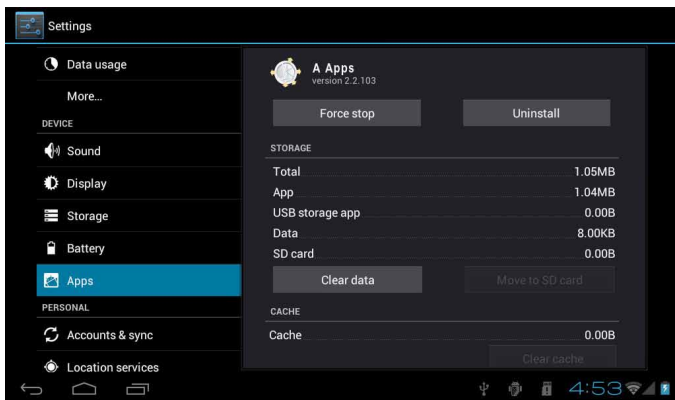 Settings
Data usage
More...
DEVICE
Sound
Display
Storage
Battery
Apps
PERSONAL
Accounts & sync
Location services
A Apps
version 2.2.103
Force stop
Uninstall
STORAGE
Total 1.05MB
App 1.04MB
USB storage app 0.00B
Data 8.00KB
SD card 0.00B
Clear data
Move to SD card
CACHE
Cache 0.00B
Clear cache
4:53